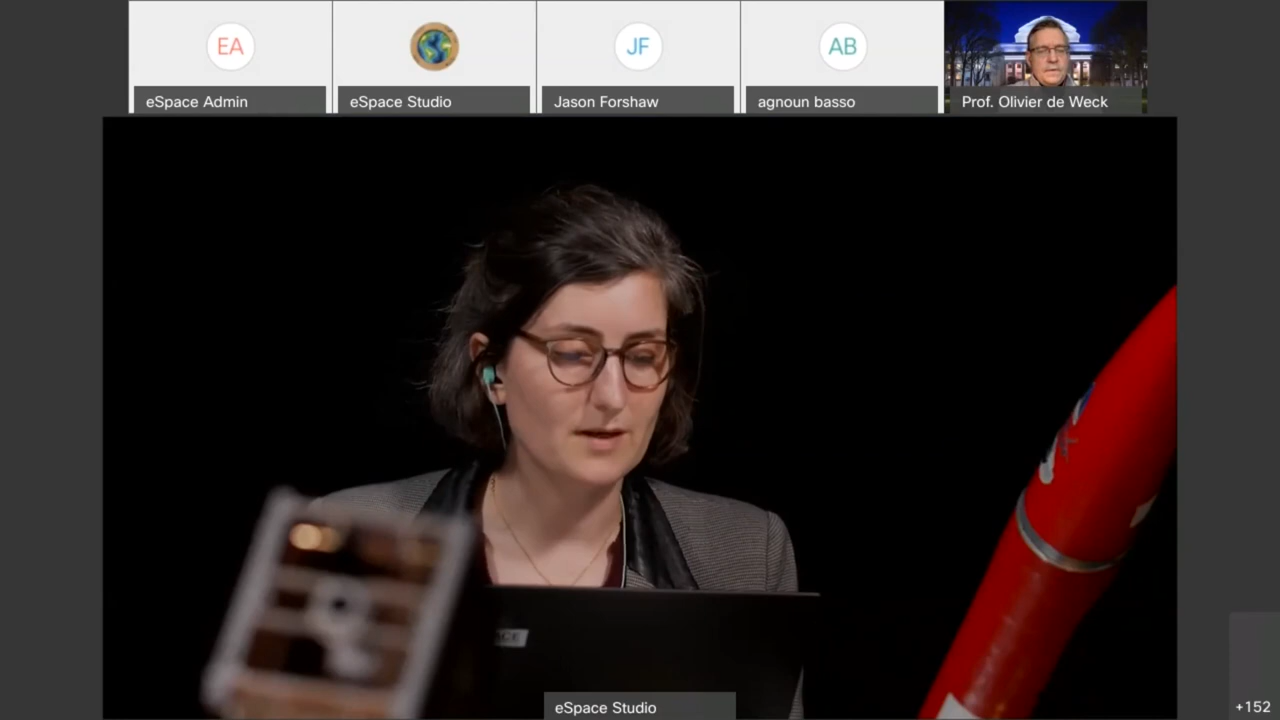 EA
JF
AB
eSpace Admin
eSpace Studio
Jason Forshaw
agnoun basso
Prof. Olivier de Weck
eSpace Studio
+152